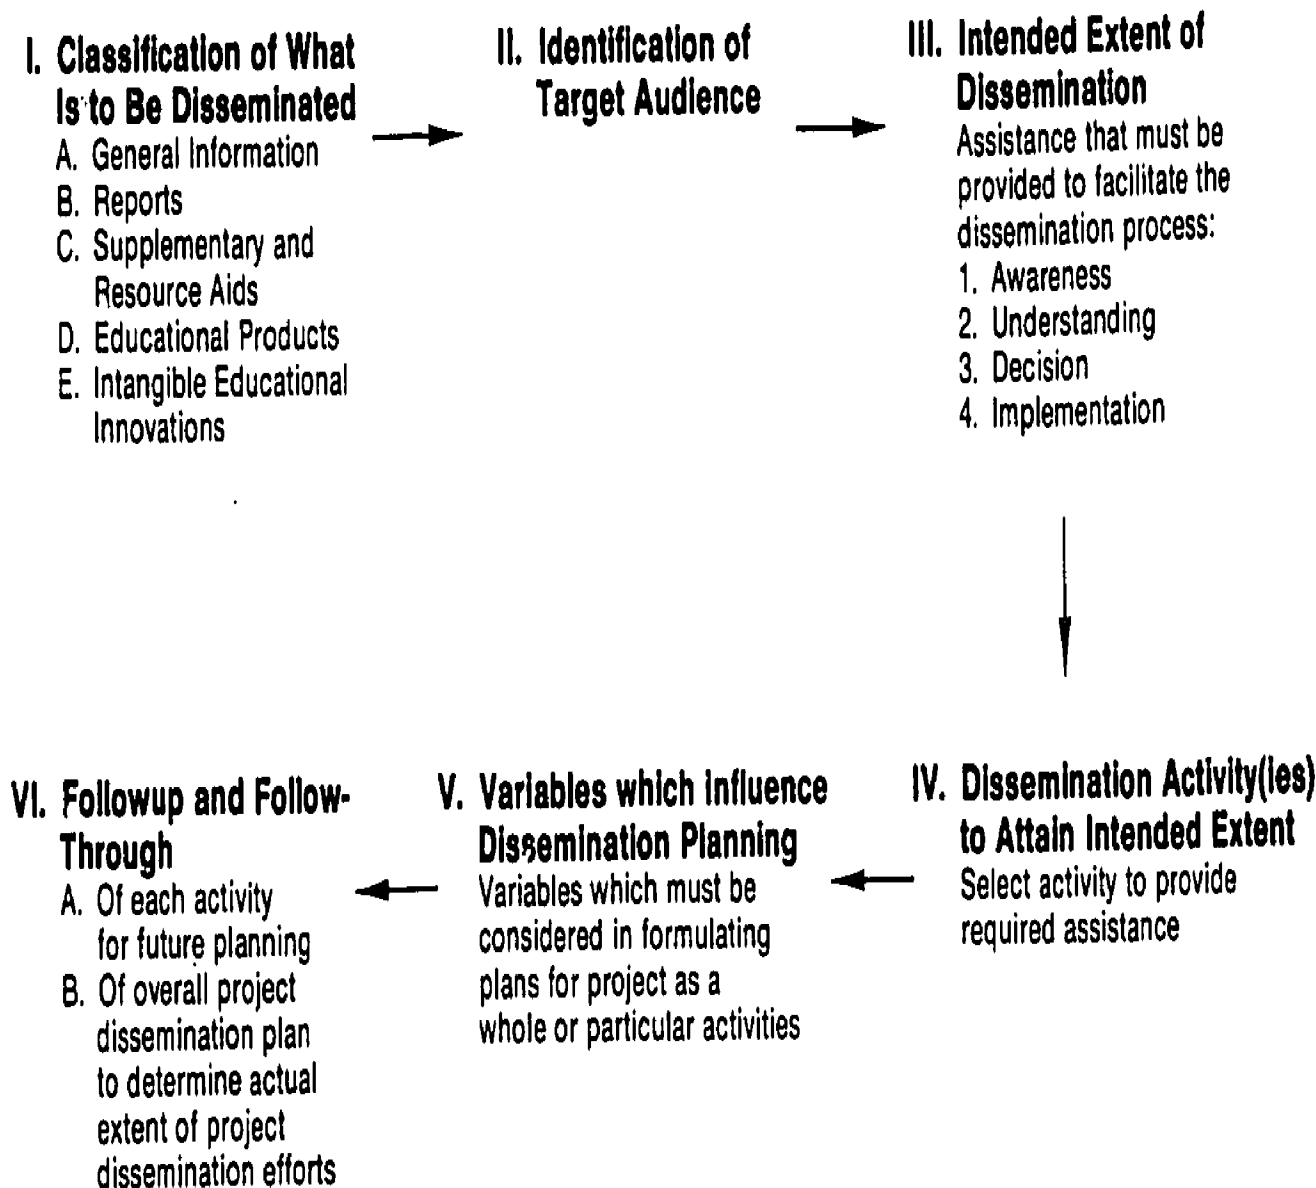 I. Classification of What
Is to Be Disseminated
A. General Information
B. Reports
C. Supplementary and
Resource Aids
D. Educational Products
E. Intangible Educational
Innovations
II. Identification of
Target Audience
III. Intended Extent of
Dissemination
Assistance that must be
provided to facilitate the
dissemination process:
1. Awareness
2. Understanding
3. Decision
4. Implementation
IV. Dissemination Activity(ies)
to Attain Intended Extent
Select activity to provide
required assistance
V. Variables which Influence
Dissemination Planning
Variables which must be
considered in formulating
plans for project as a
whole or particular activities
VI. Followup and Follow-
Through
A. Of each activity
for future planning
B. Of overall project
dissemination plan
to determine actual
extent of project
dissemination efforts